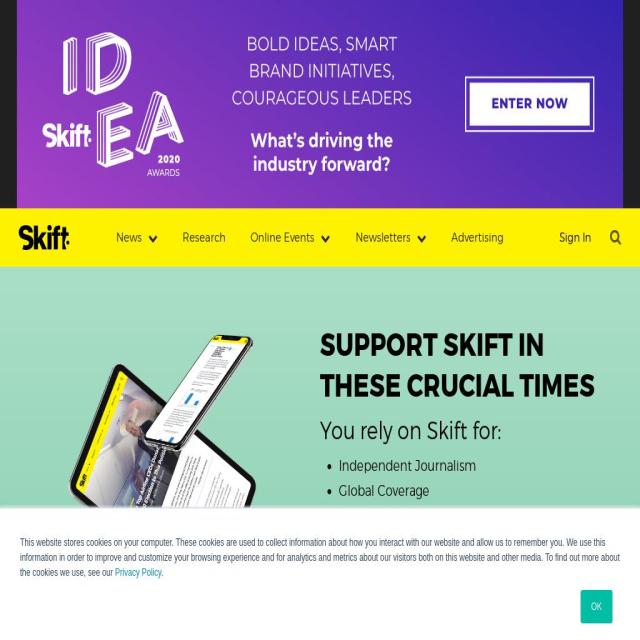 IDEA
Skift
2020
AWARDS
BOLD IDEAS, SMART
BRAND INITIATIVES,
COURAGEOUS LEADERS
What's driving the
industry forward?
ENTER NOW
Skift
News
Research
Online Events
Newsletters
Advertising
Sign In
SUPPORT SKIFT IN
THESE CRUCIAL TIMES
You rely on Skift for:
• Independent Journalism
• Global Coverage
This website stores cookies on your computer. These cookies are used to collect information about how you interact with our website and allow us to remember you. We use this
information in order to improve and customize your browsing experience and for analytics and metrics about our visitors both on this website and other media. To find out more about
the cookies we use, see our Privacy Policy.
OK